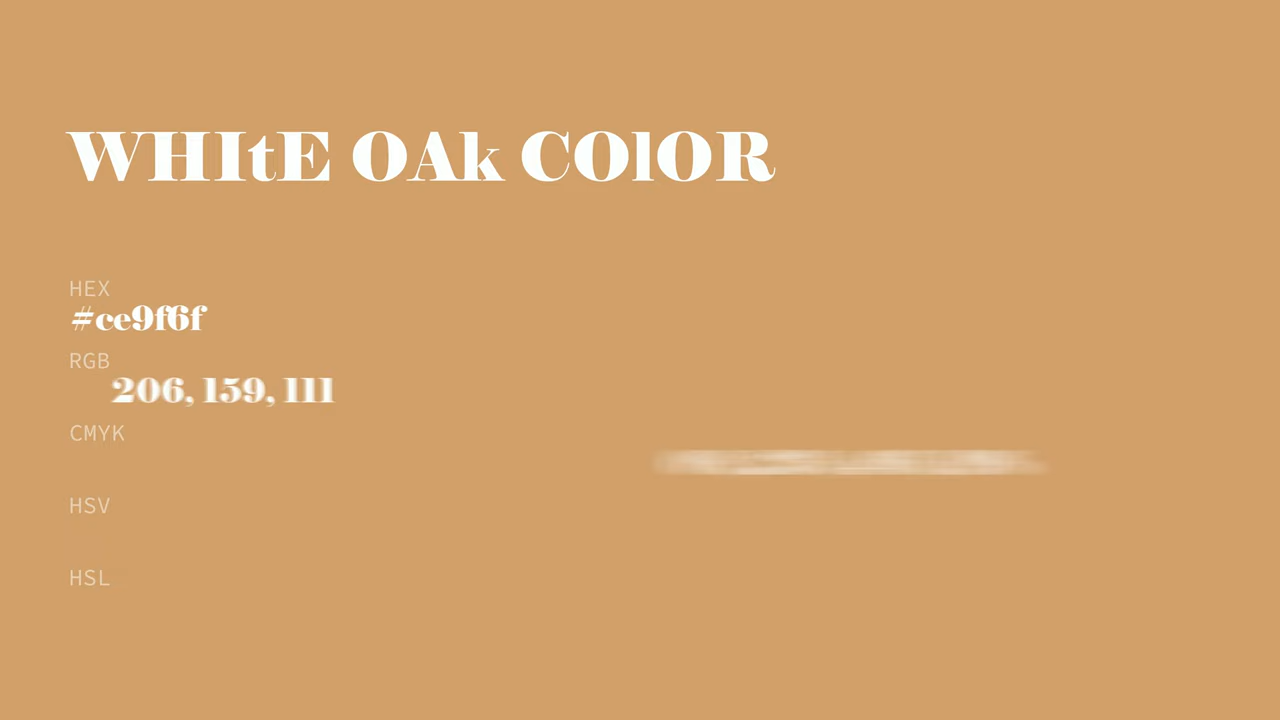 WHItE OAk COlOR
HEX
#ce9f6f
RGB
206, 159, 111
CMYK
HSV
HSL